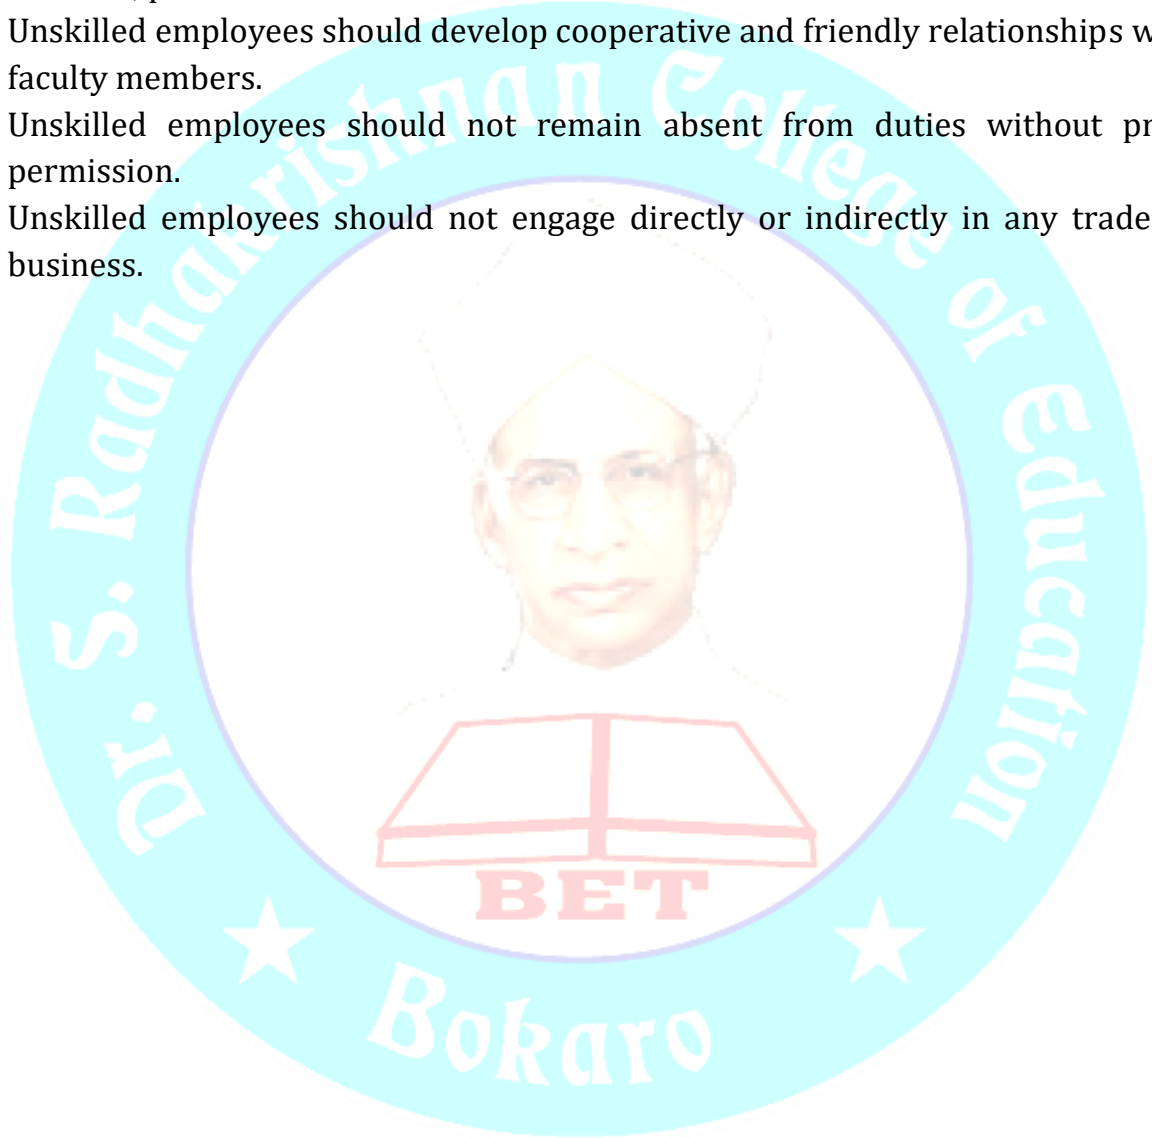 Unskilled employees should develop cooperative and friendly relationships w
faculty members.
Unskilled employees should not remain absent from duties without pr
permission.
Unskilled employees should not engage directly or indirectly in any trade
business.
Dr. S. Radhakrishnan College of Education
BET
Bokaro